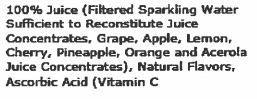 100% Juice (Filtered Sparkling Water
Sufficient to Reconstitute Juice
Concentrates, Grape, Apple, Lemon,
Cherry, Pineapple, Orange and Acerola
Juice Concentrates), Natural Flavors,
Ascorbic Acid (Vitamin C